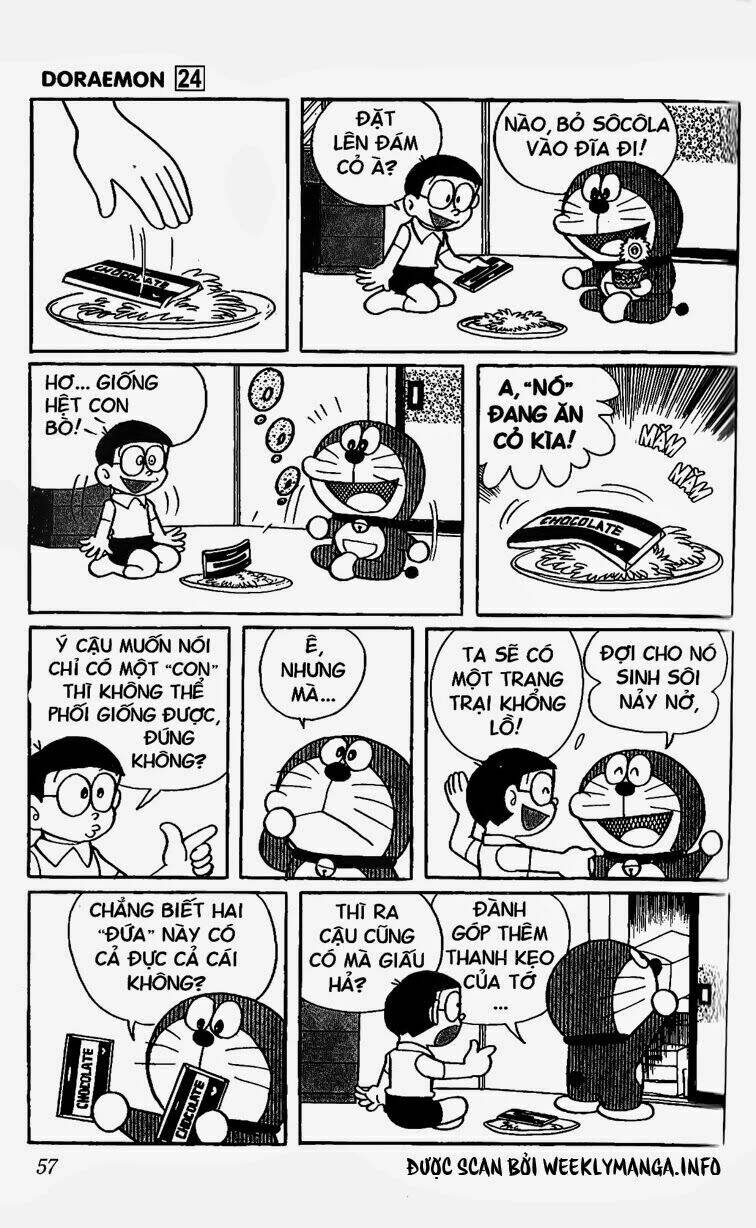 DORAEMON 24
NÀO, BỎ SÔCÔLA
VÀO ĐĨA ĐI!
ĐẶT
LÊN ĐÁM
CỎ À?
CHOCOLATE
A, "NÓ"
ĐANG ĂN
CỎ KÌA!
MĂM
MĂM
CHOCOLATE
HƠ... GIỐNG
HỆT CON
BÒ!
ĐỢI CHO NÓ
SINH SÔI
NẢY NỞ,
TA SẼ CÓ
MỘT TRANG
TRẠI KHỔNG
LỒ!
Ê,
NHƯNG
MÀ...
Ý CẬU MUỐN NÓI
CHỈ CÓ MỘT "CON"
THÌ KHÔNG THỂ
PHỐI GIỐNG ĐƯỢC,
ĐÚNG
KHÔNG?
ĐÀNH
GÓP THÊM
THANH KẸO
CỦA TỚ
...
THÌ RA
CẬU CŨNG
CÓ MÀ GIẤU
HẢ?
CHẲNG BIẾT HAI
"ĐỨA" NÀY CÓ
CẢ ĐỰC CẢ CÁI
KHÔNG?
CHOCOLATE
CHOCOLATE
57
ĐƯỢC SCAN BỞI WEEKLYMANGA.INFO